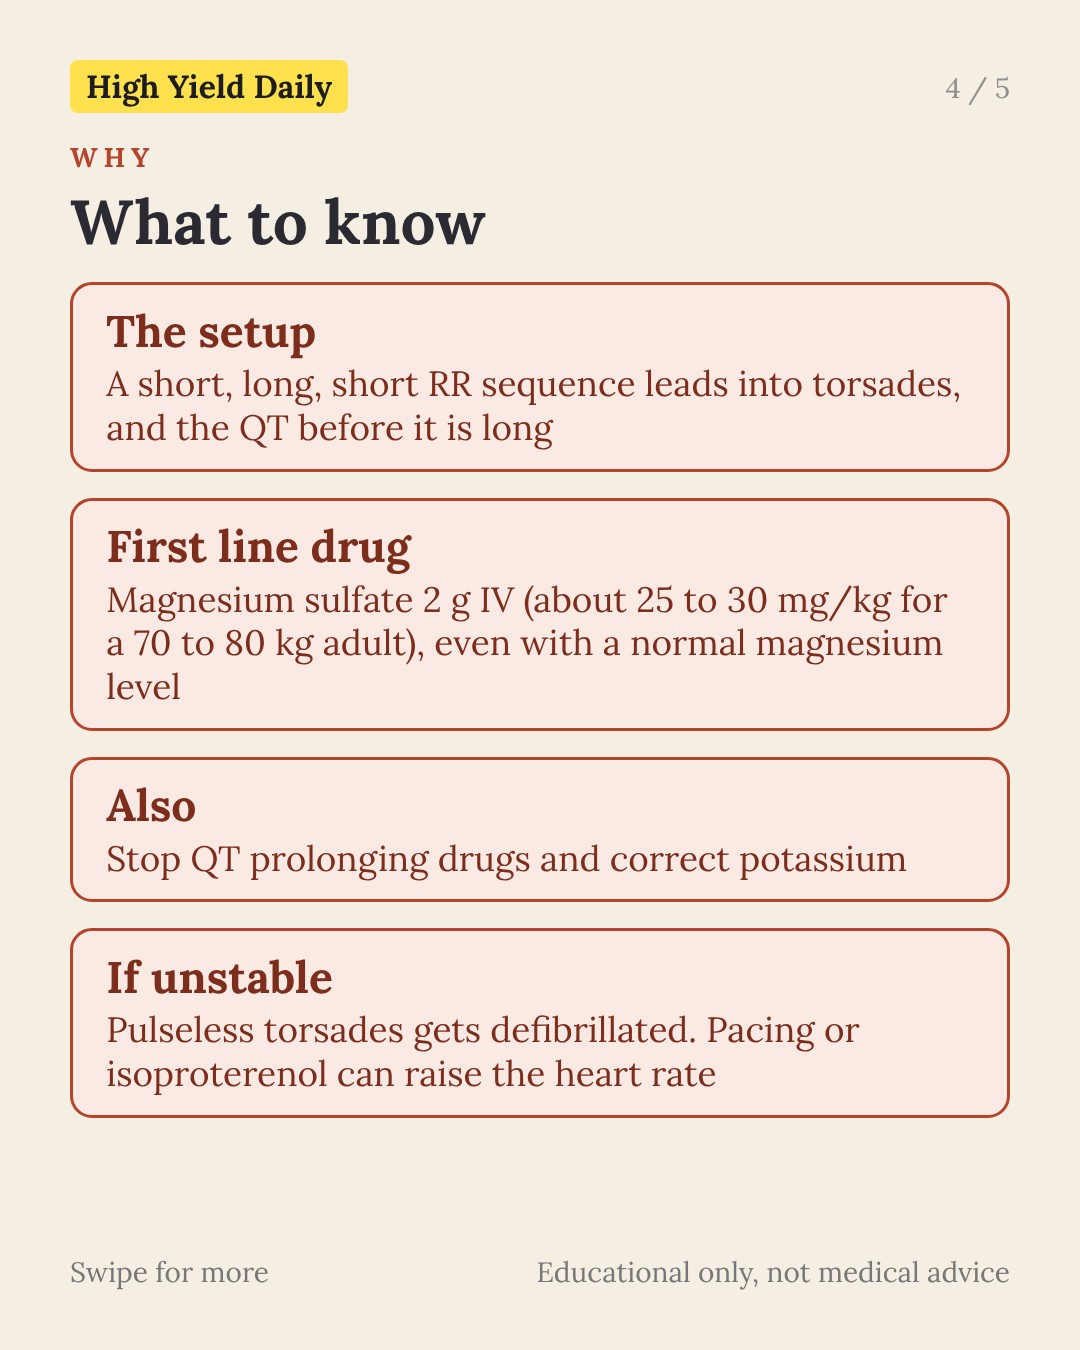 High Yield Daily
4 / 5
WHY
What to know
The setup
A short, long, short RR sequence leads into torsades,
and the QT before it is long
First line drug
Magnesium sulfate 2 g IV (about 25 to 30 mg/kg for
a 70 to 80 kg adult), even with a normal magnesium
level
Also
Stop QT prolonging drugs and correct potassium
If unstable
Pulseless torsades gets defibrillated. Pacing or
isoproterenol can raise the heart rate
Swipe for more
Educational only, not medical advice